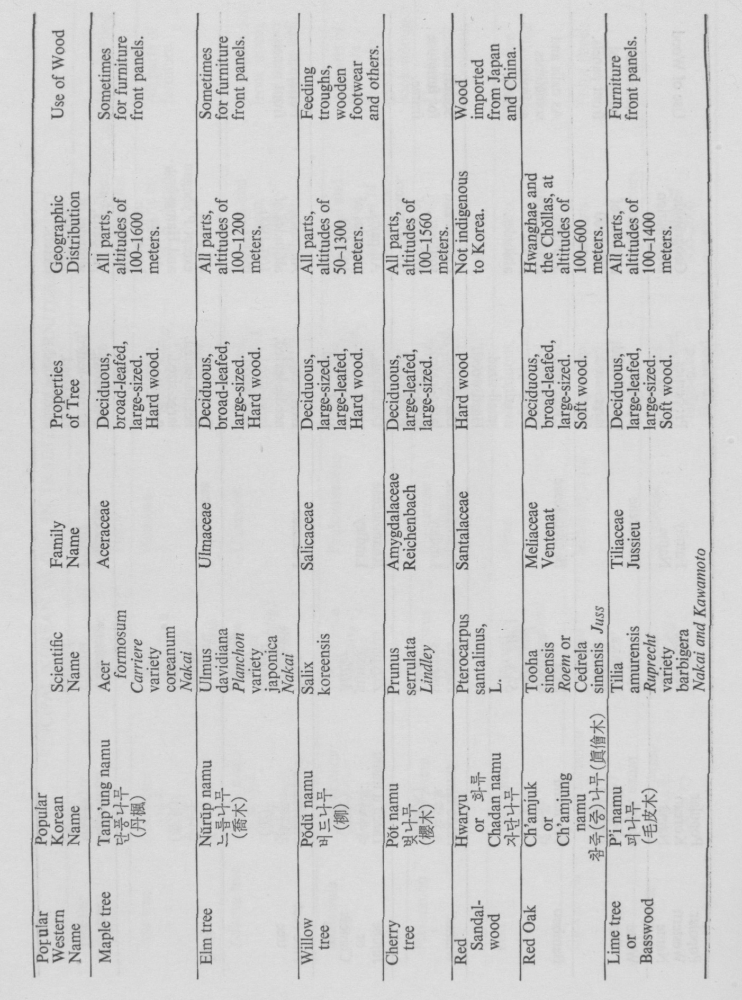 Popular
Western
Name
Popular
Korean
Name
Scientific
Name
Family
Name
Properties
of Tree
Geographic
Distribution
Use of Wood
Maple tree
Tanp'ung namu
단풍나무
(丹楓)
Acer
formosum
Carriere
variety
coreanum
Nakai
Aceraceae
Deciduous,
broad-leafed,
large-sized.
Hard wood.
All parts,
altitudes of
100–1600
meters.
Sometimes
for furniture
front panels.
Elm tree
Nŭrŭp namu
느릅나무
(喬木)
Ulmus
davidiana
Planchon
variety
japonica
Nakai
Ulmaceae
Deciduous,
broad-leafed,
large-sized.
Hard wood.
All parts,
altitudes of
100–1200
meters.
Sometimes
for furniture
front panels.
Willow
tree
Pŏdŭ namu
버드나무
(柳)
Salix
koreensis
Salicaceae
Deciduous,
large-sized.
large-leafed,
Hard wood.
All parts,
altitudes of
50–1300
meters.
Feeding
troughs,
wooden
footwear
and others.
Cherry
tree
Pŏt namu
벚나무
(櫻木)
Prunus
serrulata
Lindley
Amygdalaceae
Reichenbach
Deciduous,
large-leafed,
large-sized.
All parts,
altitudes of
100–1560
meters.
Red
Sandal-
wood
Hwaryu
or 화류
Chadan namu
자단나무
Pterocarpus
santalinus,
L.
Santalaceae
Hard wood
Not indigenous
to Korea.
Wood
imported
from Japan
and China.
Red Oak
Ch'amjuk
or
Ch'amjung
namu
참죽(중)나무(眞儈木)
Tooha
sinensis
Roem or
Cedrela
sinensis Juss
Meliaceae
Ventenat
Deciduous,
broad-leafed,
large-sized.
Soft wood.
Hwanghae and
the Chŏllas, at
altitudes of
100–600
meters.
Lime tree
or
Basswood
P'i namu
피나무
(毛皮木)
Tilia
amurensis
Ruprecht
variety
barbigera
Nakai and Kawamoto
Tiliaceae
Jussieu
Deciduous,
large-leafed,
large-sized.
Soft wood.
All parts,
altitudes of
100–1400
meters.
Furniture
front panels.